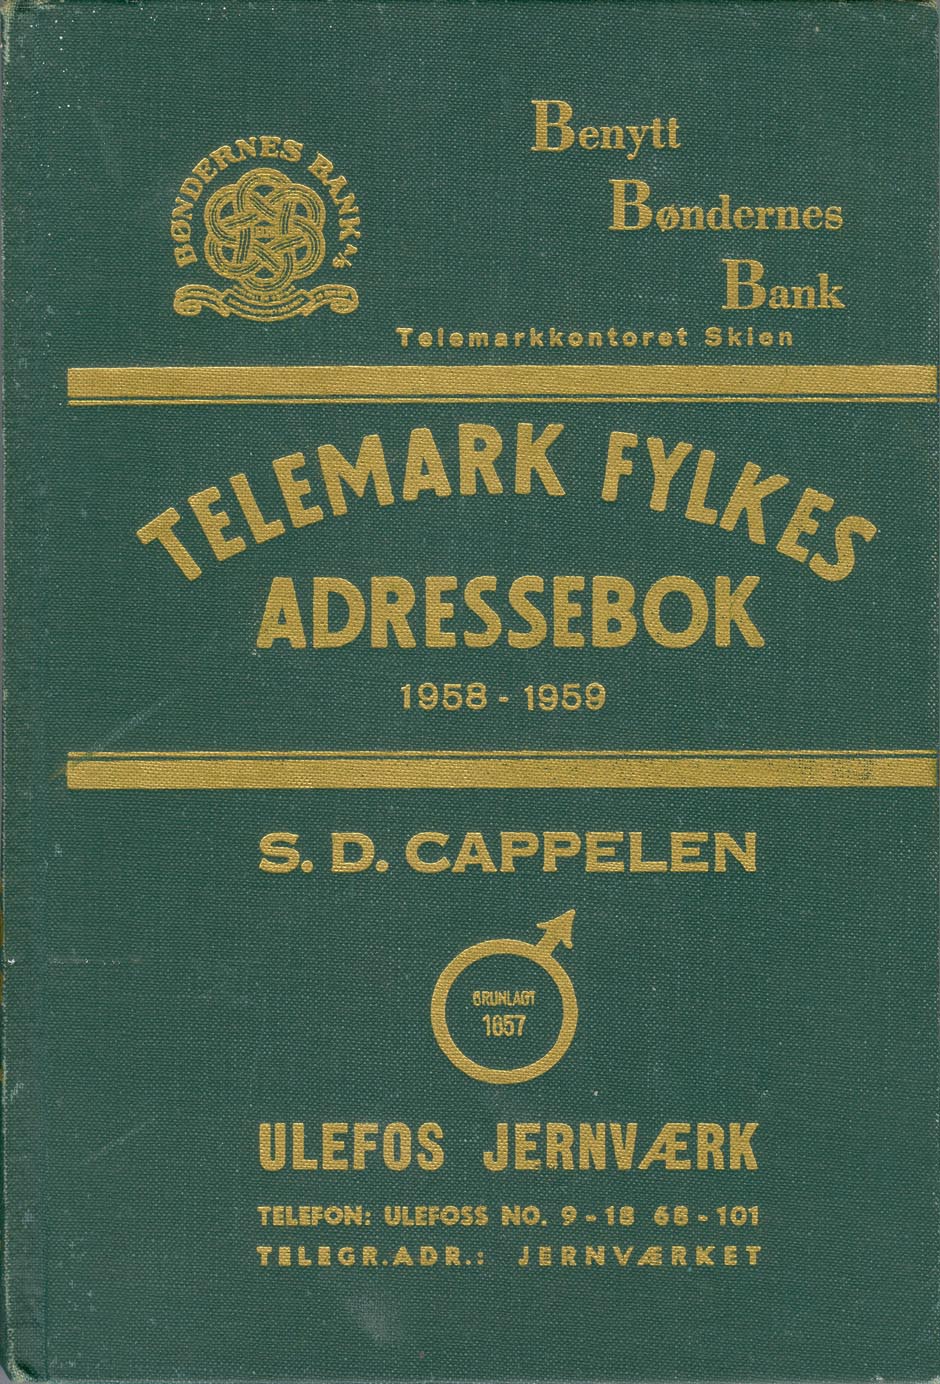 BØNDERNES BANK A/S
Benytt
Bøndernes
Bank
Telemarkkontoret Skien
TELEMARK FYLKES
ADRESSEBOK
1958 - 1959
S. D. CAPPELEN
GRUNLAGT
1657
ULEFOS JERNVÆRK
TELEFON: ULEFOSS NO. 9 - 18 68 - 101
TELEGR.ADR.: JERNVÆRKET